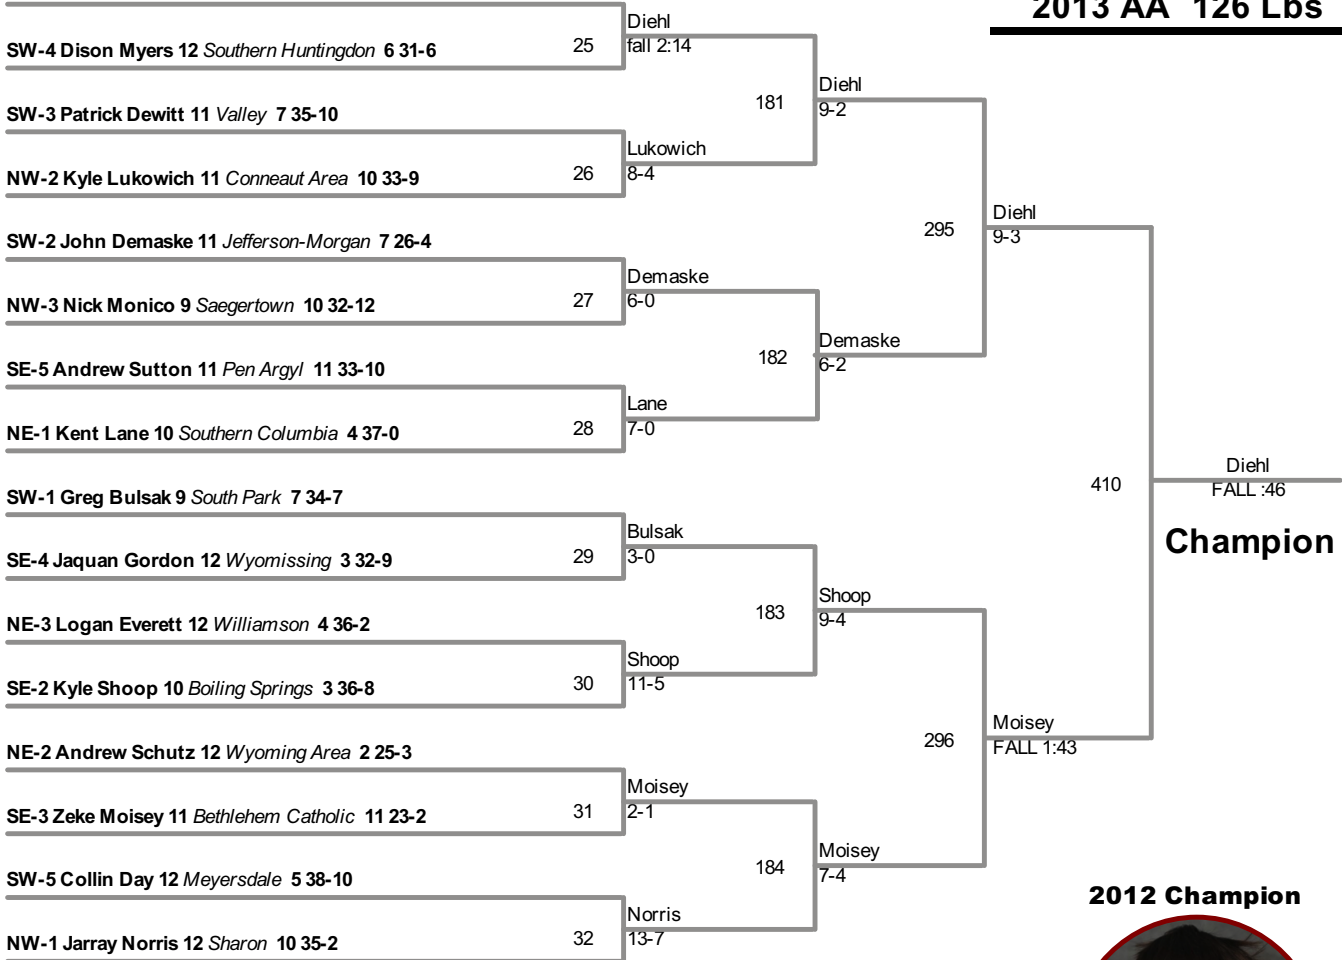 2013 AA 126 Lbs
Diehl
SW-4 Dison Myers 12 Southern Huntingdon 6 31-6
25
fall 2:14
Diehl
SW-3 Patrick Dewitt 11 Valley 7 35-10
181
9-2
Lukowich
NW-2 Kyle Lukowich 11 Conneaut Area 10 33-9
26
8-4
Diehl
SW-2 John Demaske 11 Jefferson-Morgan 7 26-4
295
9-3
Demaske
NW-3 Nick Monico 9 Saegertown 10 32-12
27
6-0
Demaske
SE-5 Andrew Sutton 11 Pen Argyl 11 33-10
182
6-2
Lane
NE-1 Kent Lane 10 Southern Columbia 4 37-0
28
7-0
Diehl
410
FALL :46
SW-1 Greg Bulsak 9 South Park 7 34-7
Bulsak
Champion
SE-4 Jaquan Gordon 12 Wyomissing 3 32-9
29
3-0
Shoop
NE-3 Logan Everett 12 Williamson 4 36-2
183
9-4
Shoop
SE-2 Kyle Shoop 10 Boiling Springs 3 36-8
30
11-5
Moisey
NE-2 Andrew Schutz 12 Wyoming Area 2 25-3
296
FALL 1:43
Moisey
SE-3 Zeke Moisey 11 Bethlehem Catholic 11 23-2
31
2-1
Moisey
SW-5 Collin Day 12 Meyersdale 5 38-10
184
7-4
2012 Champion
Norris
NW-1 Jarray Norris 12 Sharon 10 35-2
32
13-7